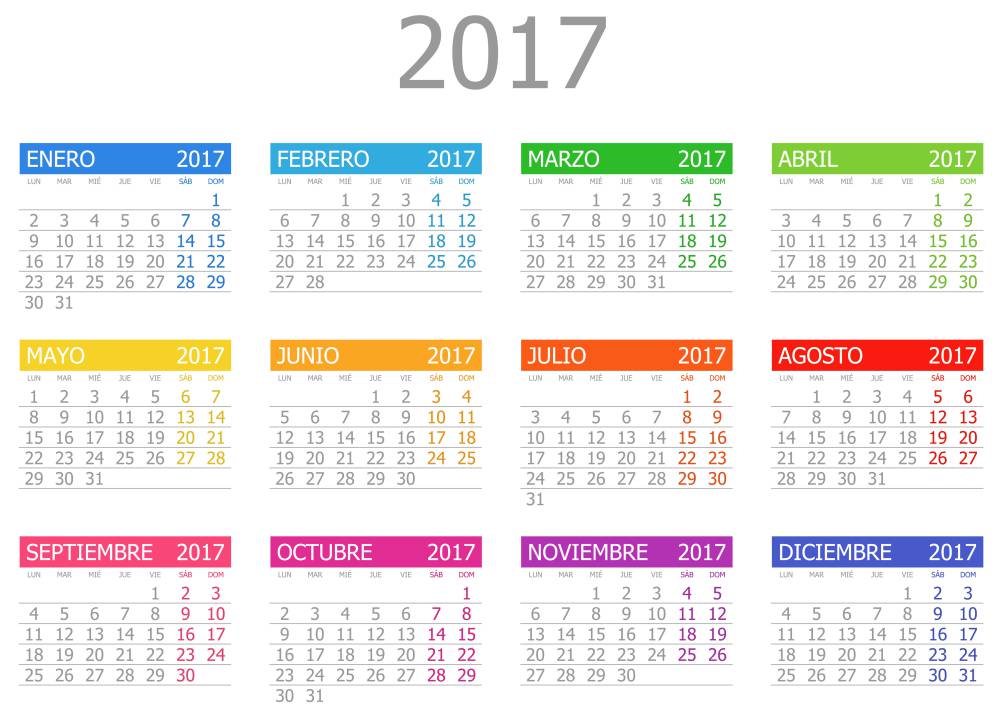 2017
ENERO 2017
LUN MAR MIÉ JUE VIE SÁB DOM
1
2 3 4 5 6 7 8
9 10 11 12 13 14 15
16 17 18 19 20 21 22
23 24 25 26 27 28 29
30 31
FEBRERO 2017
LUN MAR MIÉ JUE VIE SÁB DOM
1 2 3 4 5
6 7 8 9 10 11 12
13 14 15 16 17 18 19
20 21 22 23 24 25 26
27 28
MARZO 2017
LUN MAR MIÉ JUE VIE SÁB DOM
1 2 3 4 5
6 7 8 9 10 11 12
13 14 15 16 17 18 19
20 21 22 23 24 25 26
27 28 29 30 31
ABRIL 2017
LUN MAR MIÉ JUE VIE SÁB DOM
1 2
3 4 5 6 7 8 9
10 11 12 13 14 15 16
17 18 19 20 21 22 23
24 25 26 27 28 29 30
MAYO 2017
LUN MAR MIÉ JUE VIE SÁB DOM
1 2 3 4 5 6 7
8 9 10 11 12 13 14
15 16 17 18 19 20 21
22 23 24 25 26 27 28
29 30 31
JUNIO 2017
LUN MAR MIÉ JUE VIE SÁB DOM
1 2 3 4
5 6 7 8 9 10 11
12 13 14 15 16 17 18
19 20 21 22 23 24 25
26 27 28 29 30
JULIO 2017
LUN MAR MIÉ JUE VIE SÁB DOM
1 2
3 4 5 6 7 8 9
10 11 12 13 14 15 16
17 18 19 20 21 22 23
24 25 26 27 28 29 30
31
AGOSTO 2017
LUN MAR MIÉ JUE VIE SÁB DOM
1 2 3 4 5 6
7 8 9 10 11 12 13
14 15 16 17 18 19 20
21 22 23 24 25 26 27
28 29 30 31
SEPTIEMBRE 2017
LUN MAR MIÉ JUE VIE SÁB DOM
1 2 3
4 5 6 7 8 9 10
11 12 13 14 15 16 17
18 19 20 21 22 23 24
25 26 27 28 29 30
OCTUBRE 2017
LUN MAR MIÉ JUE VIE SÁB DOM
1
2 3 4 5 6 7 8
9 10 11 12 13 14 15
16 17 18 19 20 21 22
23 24 25 26 27 28 29
30 31
NOVIEMBRE 2017
LUN MAR MIÉ JUE VIE SÁB DOM
1 2 3 4 5
6 7 8 9 10 11 12
13 14 15 16 17 18 19
20 21 22 23 24 25 26
27 28 29 30
DICIEMBRE 2017
LUN MAR MIÉ JUE VIE SÁB DOM
1 2 3
4 5 6 7 8 9 10
11 12 13 14 15 16 17
18 19 20 21 22 23 24
25 26 27 28 29 30 31